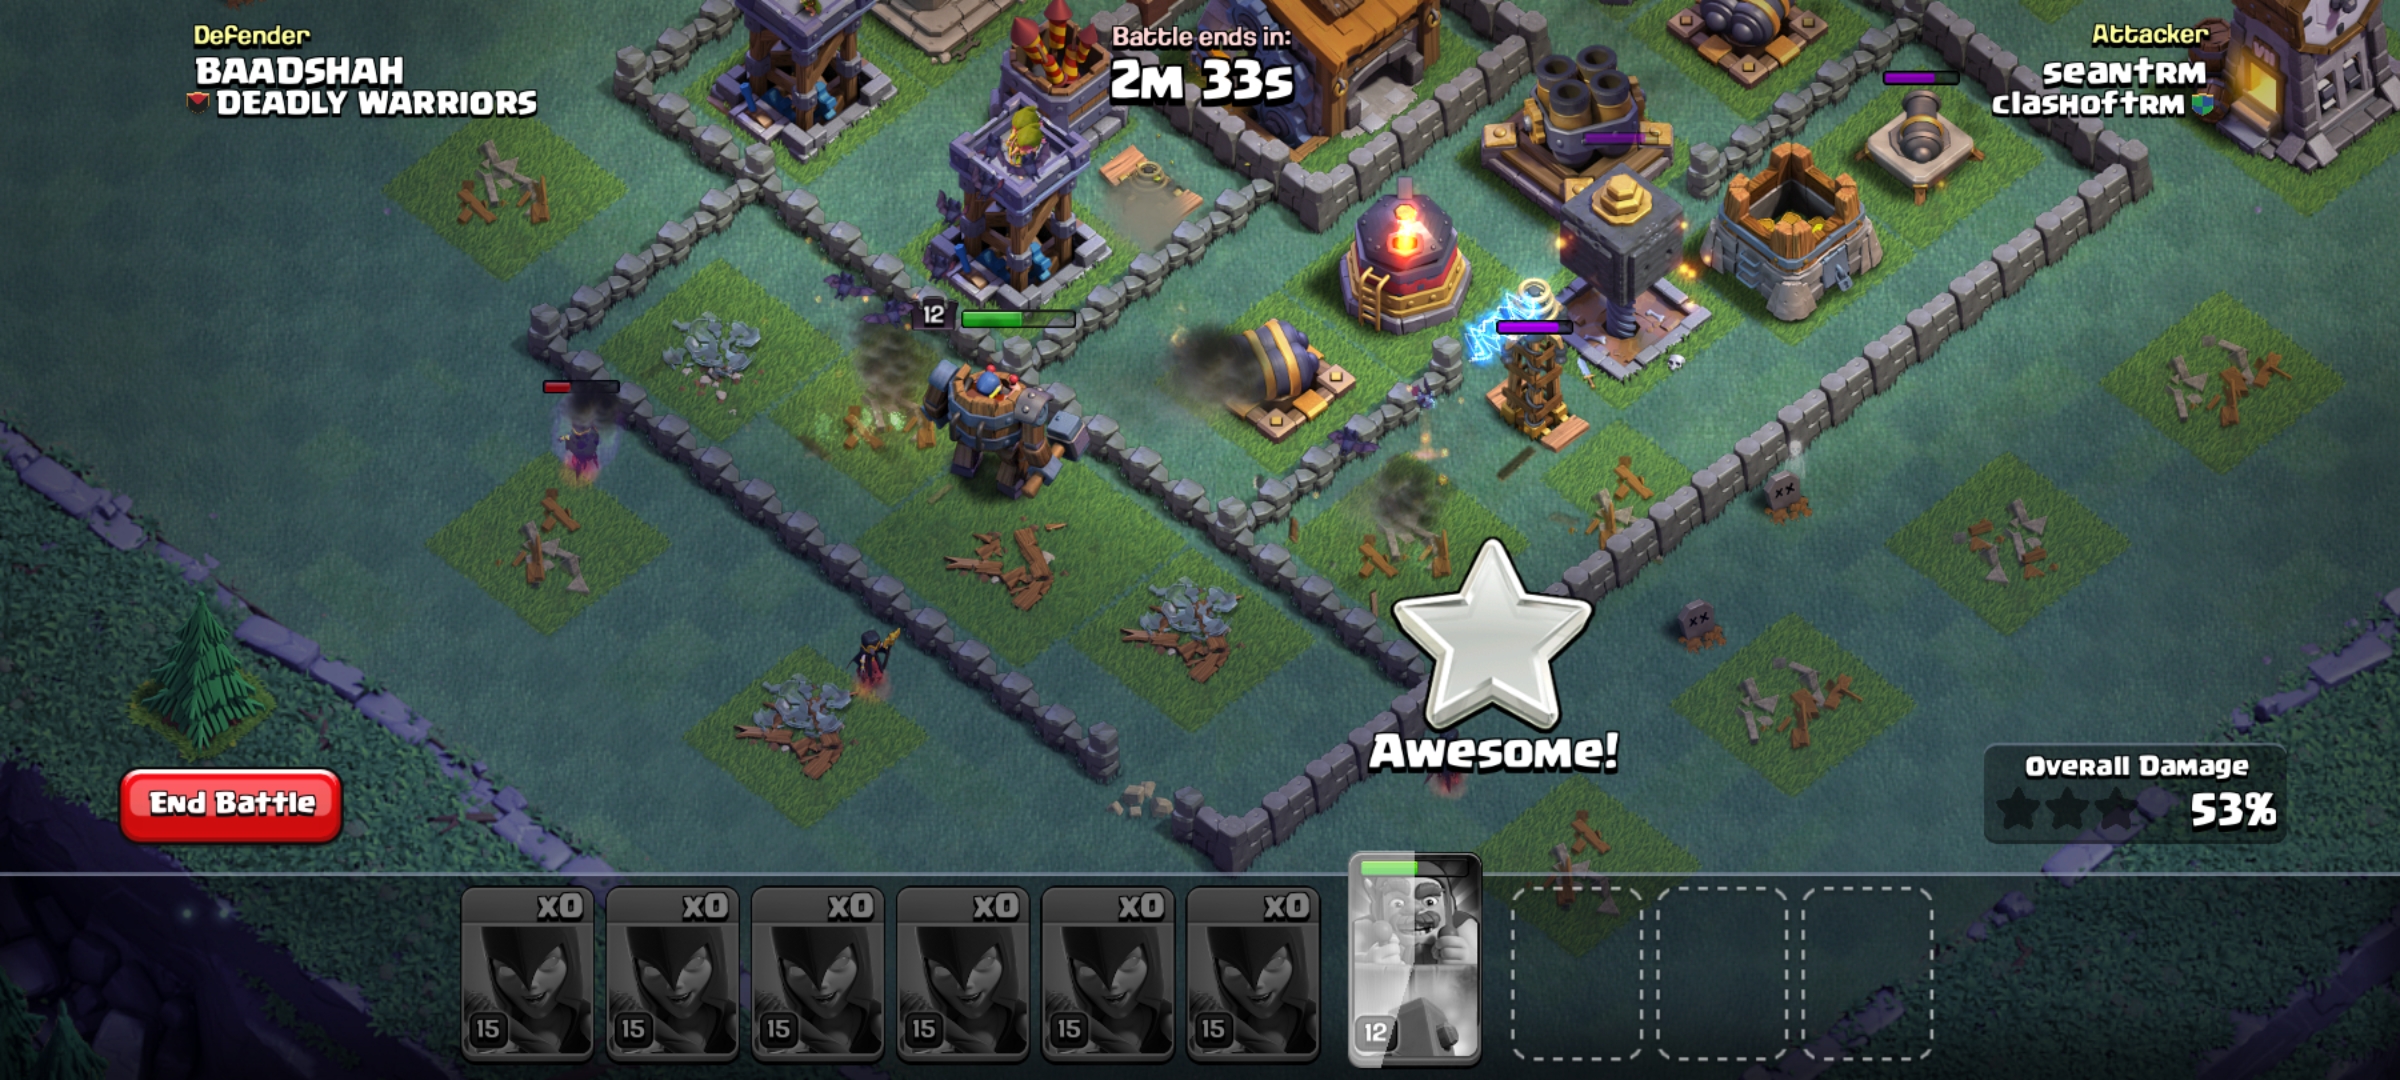 Defender
BAADSHAH
DEADLY WARRIORS
Battle ends in:
2M 33s
Attacker
seantRM
clashoftRM
12
Awesome!
End Battle
Overall Damage
53%
x0
x0
x0
x0
x0
x0
15
15
15
15
15
15
12